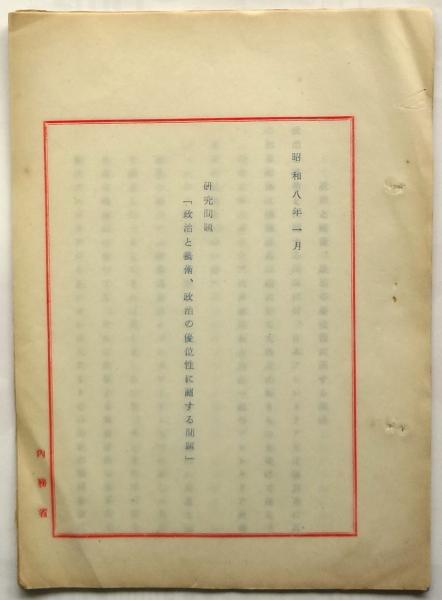 昭和八年一月
研究問題
「政治と藝術、政治の優位性に關する問題」
內務省